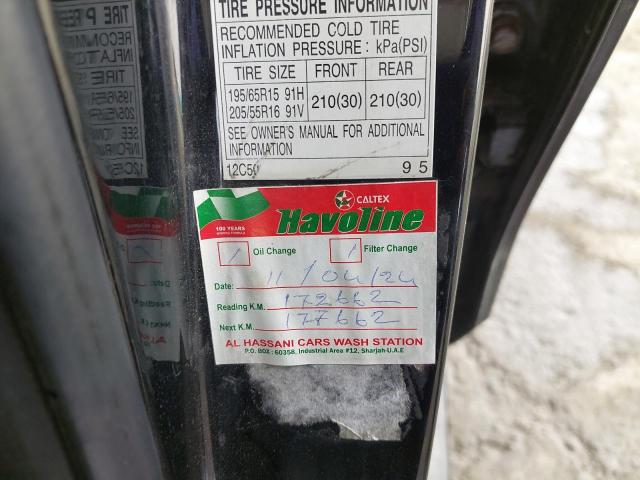 TIRE PRESSURE INFORMATION
RECOMMENDED COLD TIRE
INFLATION PRESSURE : kPa(PSI)
TIRE SIZE FRONT REAR
195/65R15 91H
205/55R16 91V
210(30) 210(30)
SEE OWNER'S MANUAL FOR ADDITIONAL
INFORMATION
95
CALTEX
Havoline
100 YEARS
1 Oil Change 1 Filter Change
Date: 11/04/24
Reading K.M. 172662
Next K.M. 177662
AL HASSANI CARS WASH STATION
P.O. BOX : 60358, Industrial Area #12, Sharjah-U.A.E